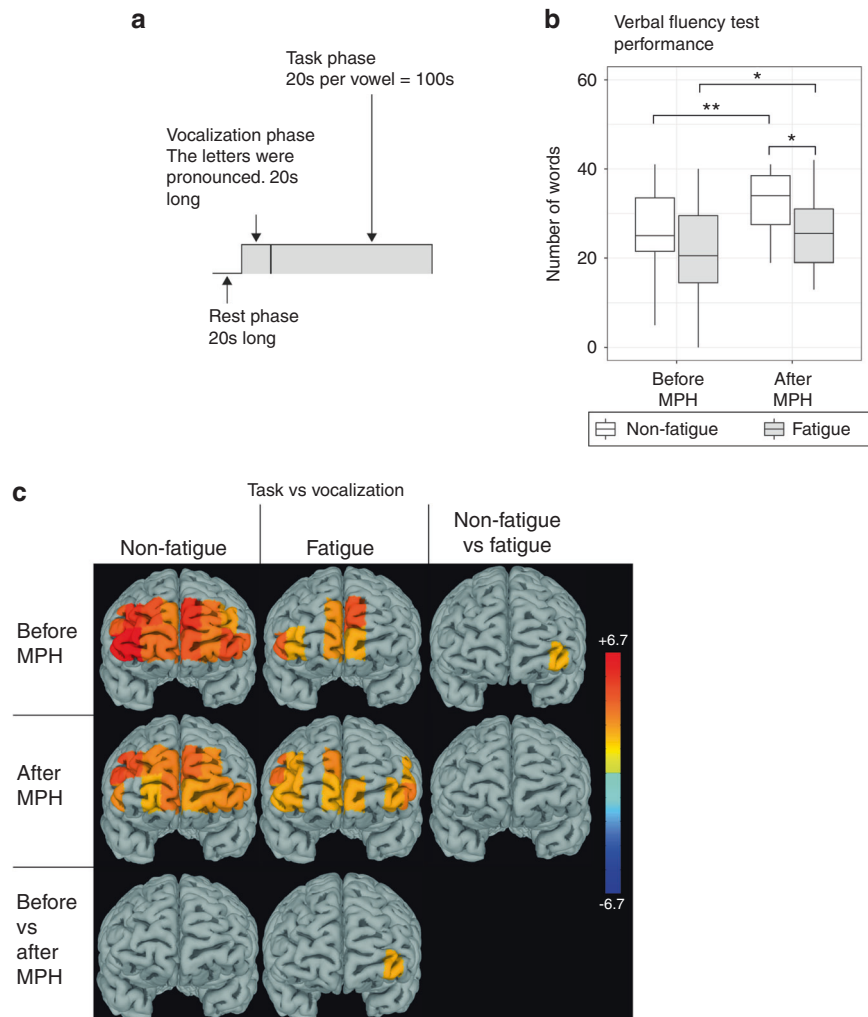 a
Task phase
20s per vowel = 100s
Vocalization phase
The letters were
pronounced. 20s
long
Rest phase
20s long
b
Verbal fluency test
performance
Number of words
60
40
20
0
*
**
*
Before
MPH
After
MPH
Non-fatigue
Fatigue
c
Task vs vocalization
Non-fatigue
Fatigue
Non-fatigue
vs fatigue
Before
MPH
After
MPH
Before
vs
after
MPH
+6.7
-6.7